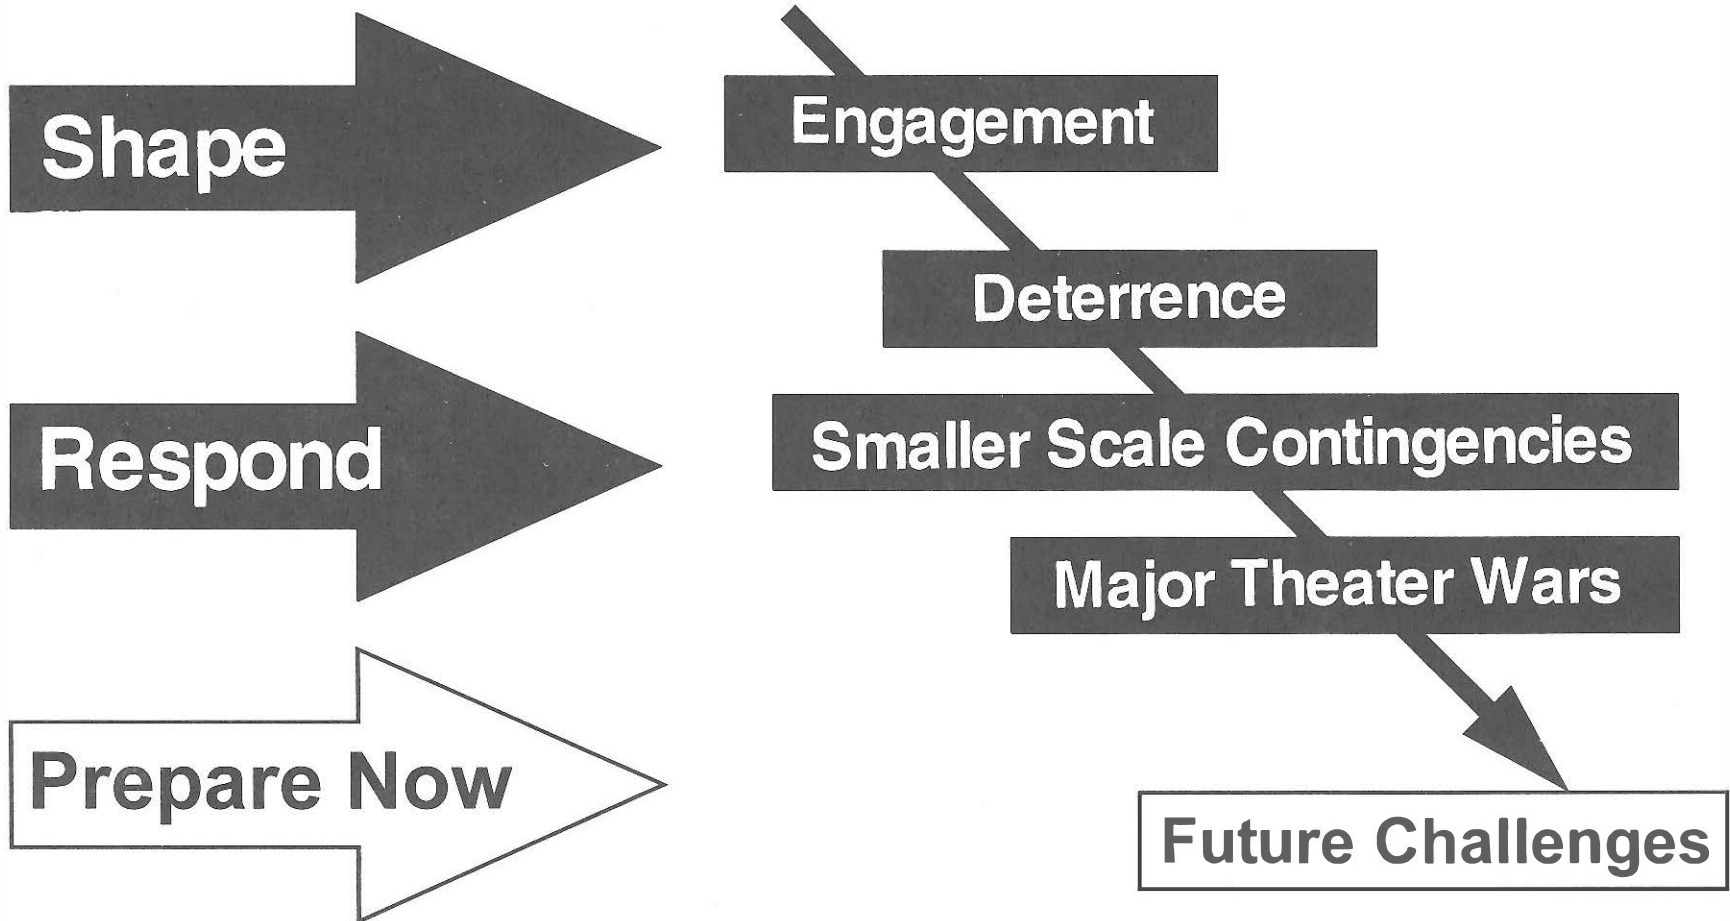 Shape
Engagement
Deterrence
Respond
Smaller Scale Contingencies
Major Theater Wars
Prepare Now
Future Challenges